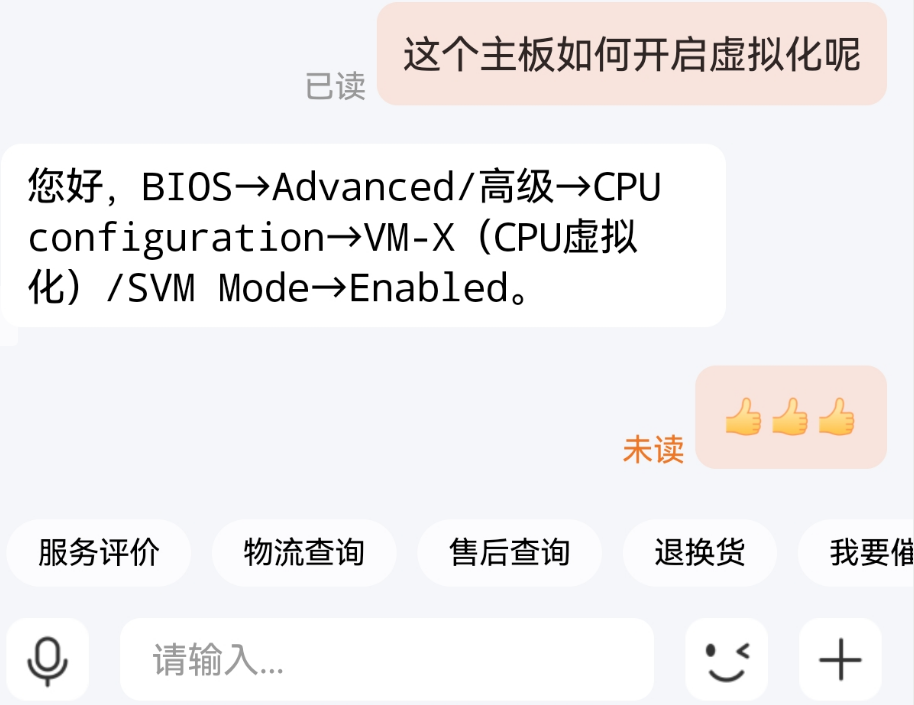 这个主板如何开启虚拟化呢
已读
您好，BIOS→Advanced/高级→CPU
configuration→VM-X（CPU虚拟
化）/SVM Mode→Enabled。
👍👍👍
未读
服务评价 物流查询 售后查询 退换货 我要催
请输入...